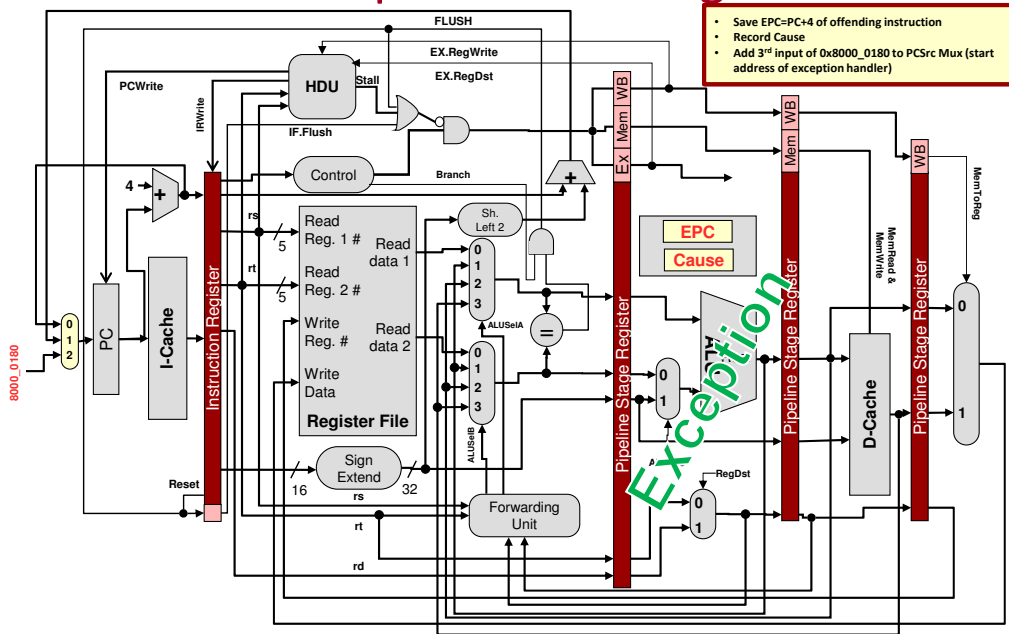 FLUSH
• Save EPC=PC+4 of offending instruction
• Record Cause
• Add 3rd input of 0x8000_0180 to PCSrc Mux (start
address of exception handler)
EX.RegWrite
EX.RegDst
PCWrite
IRWrite
HDU
Stall
IF.Flush
Control
Branch
Ex
Mem
WB
Mem
WB
WB
MemToReg
MemRead &
MemWrite
4
+
+
rs
5
rt
5
Read
Reg. 1 #
Read
Reg. 2 #
Write
Reg. #
Write
Data
Read
data 1
Read
data 2
Register File
Sh.
Left 2
0
1
2
3
ALUSelA
0
1
2
3
ALUSelB
=
EPC
Cause
Exception
0
1
0
1
2
8000_0180
PC
I-Cache
Instruction Register
Pipeline Stage Register
Pipeline Stage Register
Pipeline Stage Register
D-Cache
0
1
Reset
16
Sign
Extend
32
rs
rt
rd
Forwarding
Unit
RegDst
0
1